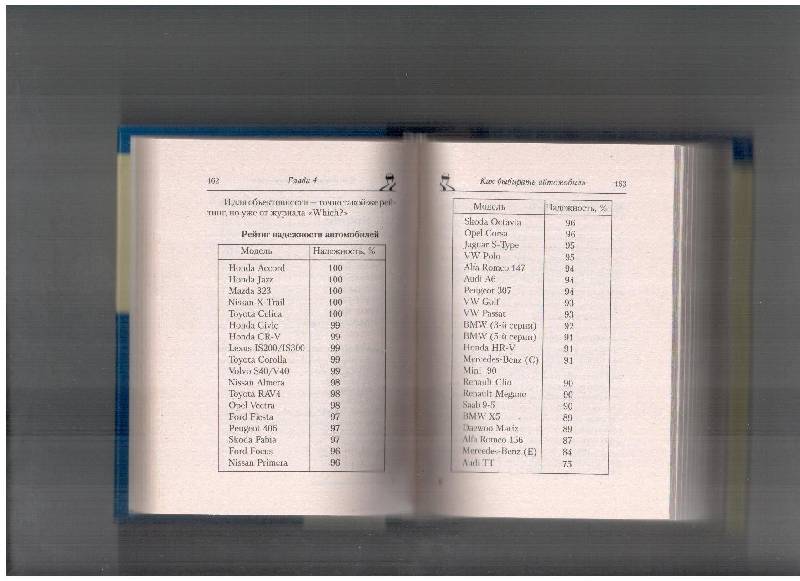 162 Глава 4
И для объективности — точно такой же рей-
тинг, но уже от журнала «Which?»
Рейтинг надежности автомобилей
Модель Надежность, %
Honda Accord 100
Honda Jazz 100
Mazda 323 100
Nissan X-Trail 100
Toyota Celica 100
Honda Civic 99
Honda CR-V 99
Lexus IS200/IS300 99
Toyota Corolla 99
Volvo S40/V40 99
Nissan Almera 98
Toyota RAV4 98
Opel Vectra 98
Ford Fiesta 97
Peugeot 406 97
Skoda Fabia 97
Ford Focus 96
Nissan Primera 96
Как выбирать автомобиль 163
Модель Надежность, %
Skoda Octavia 96
Opel Corsa 96
Jaguar S-Type 95
VW Polo 95
Alfa Romeo 147 94
Audi A6 94
Peugeot 307 94
VW Golf 93
VW Passat 93
BMW (3-й серии) 92
BMW (5-й серии) 91
Honda HR-V 91
Mercedes-Benz (C) 91
Mini 90
Renault Clio 90
Renault Megane 90
Saab 9-5 90
BMW X5 89
Daewoo Matiz 89
Alfa Romeo 156 87
Mercedes-Benz (E) 84
Audi TT 75